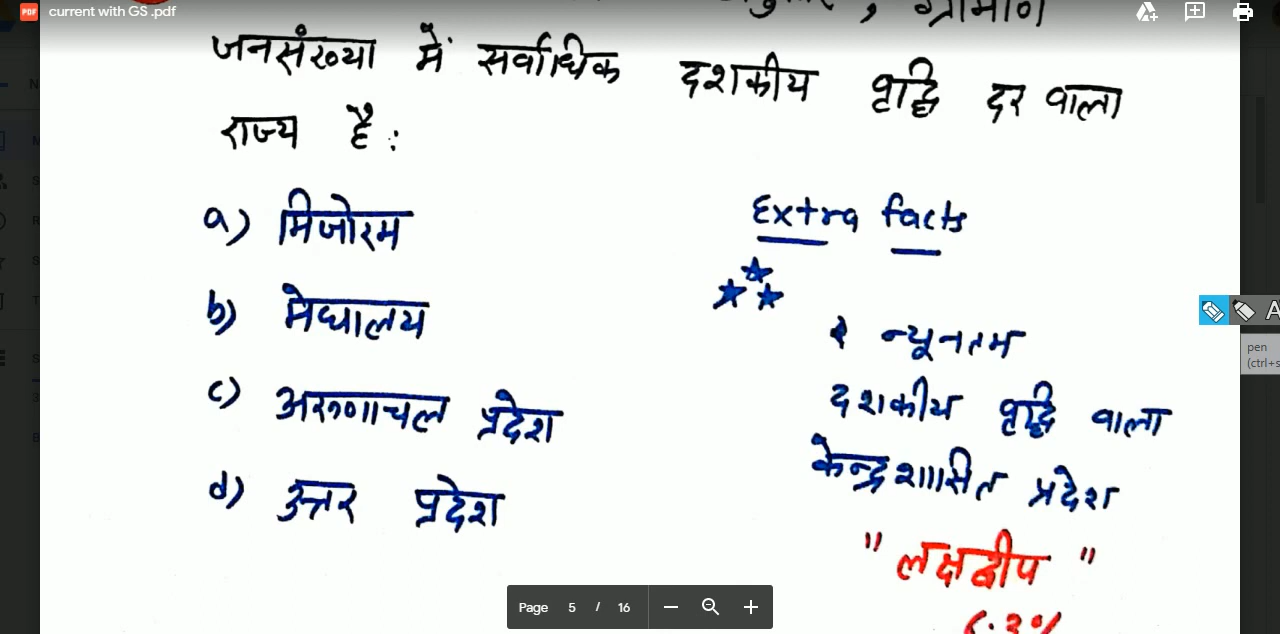 current with GS .pdf
, ग्रामीण
जनसंख्या में सर्वाधिक दशकीय वृद्धि दर वाला
राज्य है :
a) मिजोरम
Extra facts
b) मेघालय
न्यूनतम
c) अरुणाचल प्रदेश
दशकीय वृद्धि वाला
केन्द्रशासित प्रदेश
d) उत्तर प्रदेश
" लक्षद्वीप "
Page 5 / 16
pen
(ctrl+s